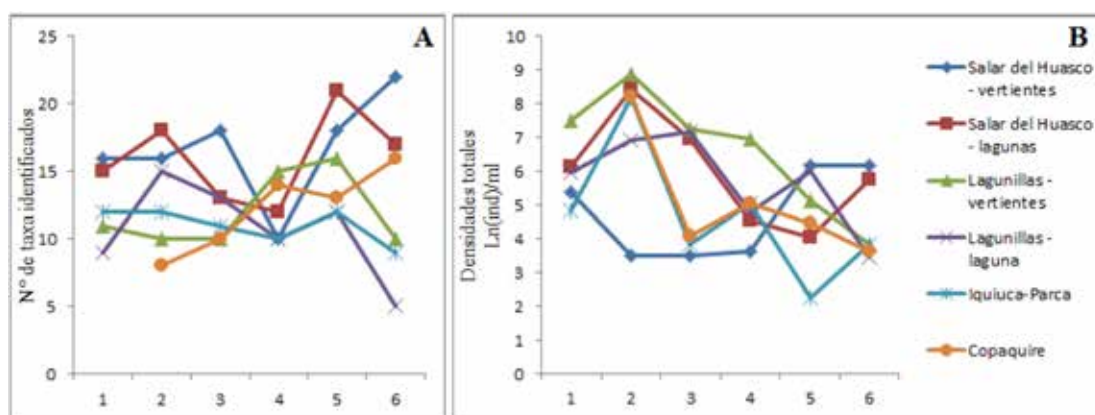 A
N° de taxa identificados
25
20
15
10
5
0
1 2 3 4 5 6
B
Densidades totales
Ln(ind)/ml
10
9
8
7
6
5
4
3
2
1
0
1 2 3 4 5 6
Salar del Huasco
- vertientes
Salar del Huasco
- lagunas
Lagunillas -
vertientes
Lagunillas -
laguna
Iquiuca-Parca
Copaquire